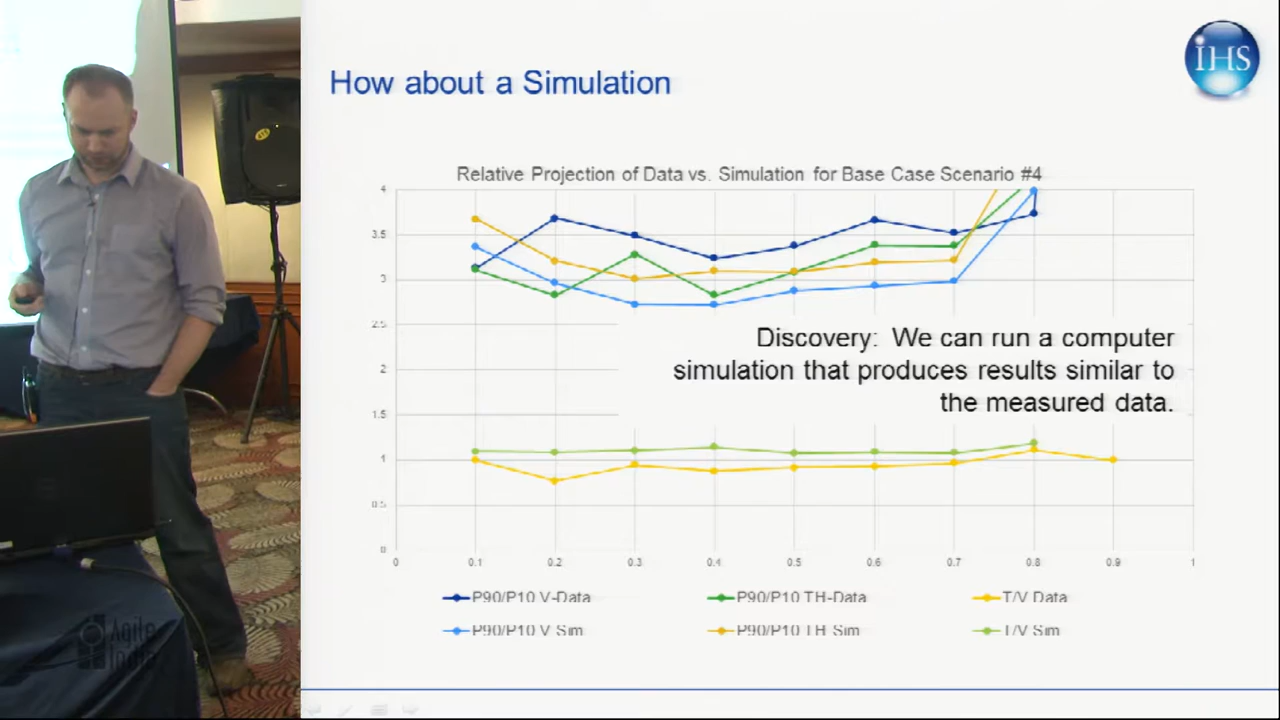 IHS
How about a Simulation
Relative Projection of Data vs. Simulation for Base Case Scenario #4
4
3.5
3
2.5
2
1.5
1
0.5
0
Discovery: We can run a computer
simulation that produces results similar to
the measured data.
0 0.1 0.2 0.3 0.4 0.5 0.6 0.7 0.8 0.9 1
P90/P10 V-Data P90/P10 TH-Data T/V Data
P90/P10 V Sim P90/P10 TH Sim T/V Sim
Agile
India